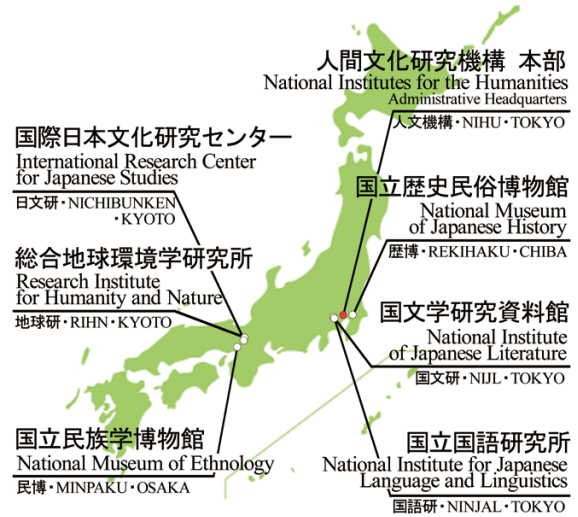 人間文化研究機構 本部
National Institutes for the Humanities
Administrative Headquarters
人文機構・NIHU・TOKYO
国際日本文化研究センター
International Research Center
for Japanese Studies
日文研・NICHIBUNKEN
・KYOTO
国立歴史民俗博物館
National Museum
of Japanese History
歴博・REKIHAKU・CHIBA
総合地球環境学研究所
Research Institute
for Humanity and Nature
地球研・RIHN・KYOTO
国文学研究資料館
National Institute
of Japanese Literature
国文研・NIJL・TOKYO
国立民族学博物館
National Museum of Ethnology
民博・MINPAKU・OSAKA
国立国語研究所
National Institute for Japanese
Language and Linguistics
国語研・NINJAL・TOKYO